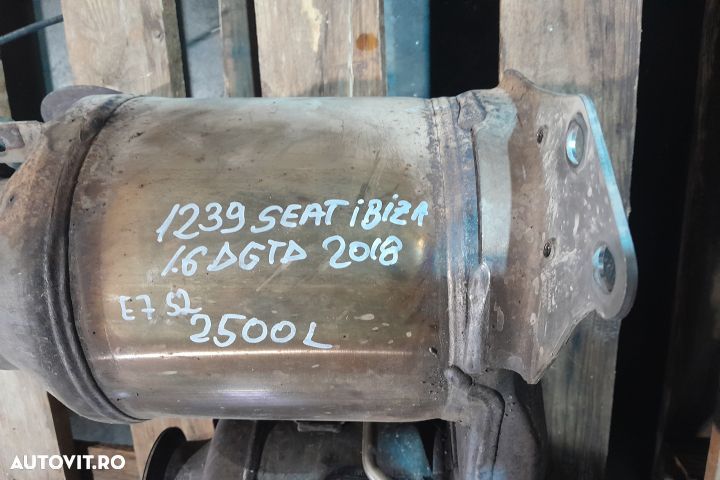 1239 SEAT iBiZA
1.6 DGTD 2018
E7 S2
2500L
AUTOVIT.RO